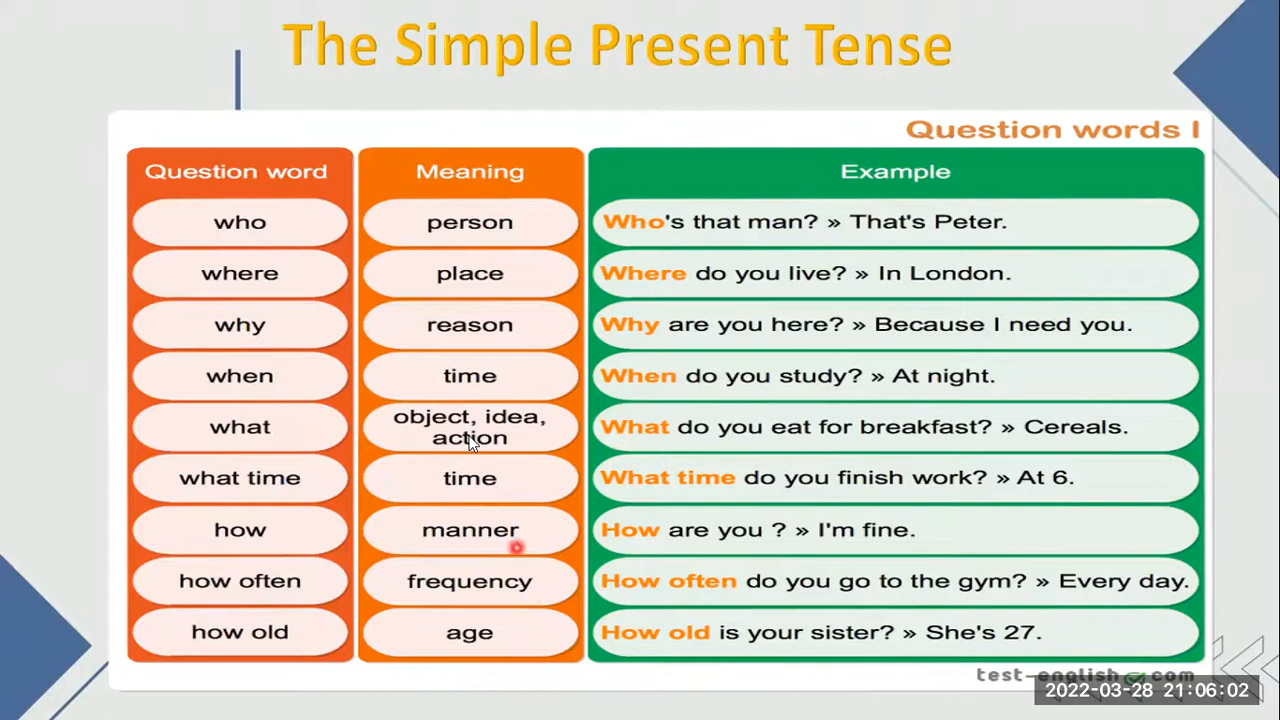 The Simple Present Tense
Question words I
Question word Meaning Example
who person Who's that man? » That's Peter.
where place Where do you live? » In London.
why reason Why are you here? » Because I need you.
when time When do you study? » At night.
what object, idea, action What do you eat for breakfast? » Cereals.
what time time What time do you finish work? » At 6.
how manner How are you ? » I'm fine.
how often frequency How often do you go to the gym? » Every day.
how old age How old is your sister? » She's 27.
test-english com
2022-03-28 21:06:02